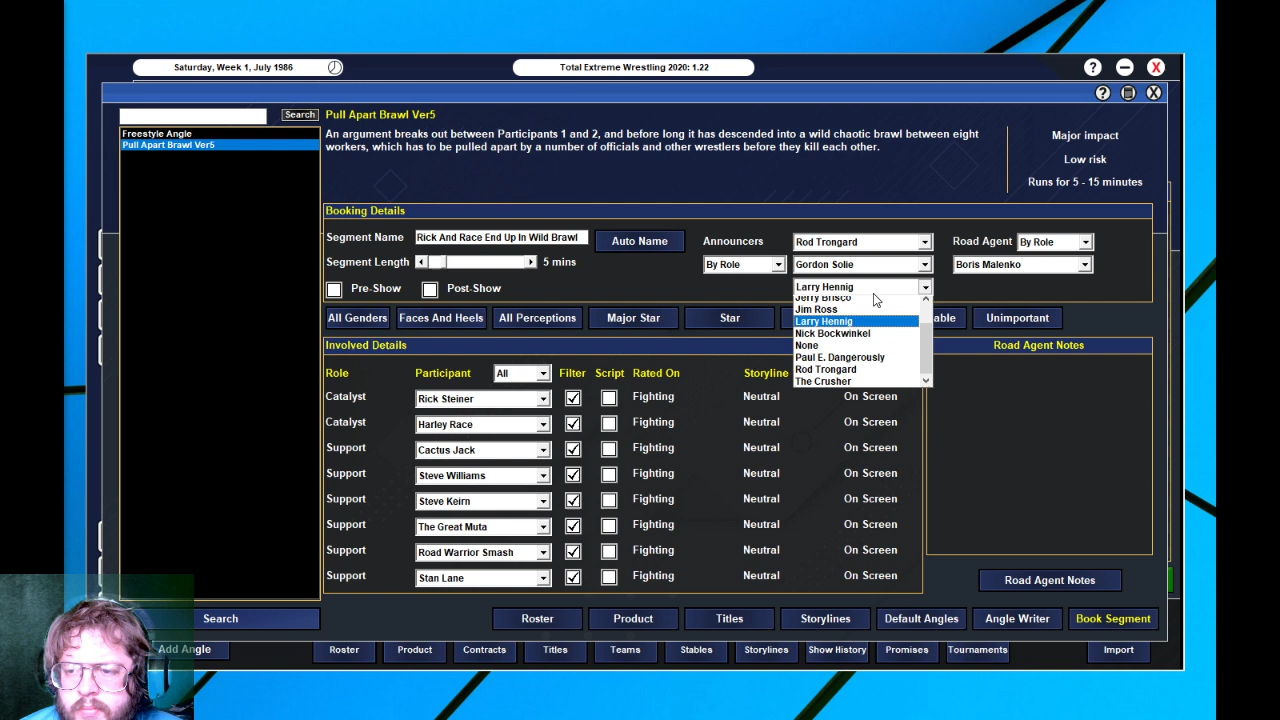 Saturday, Week 1, July 1986
Total Extreme Wrestling 2020: 1.22
? X
? X
Search
Pull Apart Brawl Ver5
Freestyle Angle
Pull Apart Brawl Ver5
An argument breaks out between Participants 1 and 2, and before long it has descended into a wild chaotic brawl between eight
workers, which has to be pulled apart by a number of officials and other wrestlers before they kill each other.
Major impact
Low risk
Runs for 5 - 15 minutes
Booking Details
Segment Name Rick And Race End Up In Wild Brawl Auto Name Announcers Rod Trongard Road Agent By Role
Segment Length 5 mins By Role Gordon Solie Boris Malenko
Pre-Show Post-Show Larry Hennig
Jerry Brisco
Jim Ross
Larry Hennig
Nick Bockwinkel
None
Paul E. Dangerously
Rod Trongard
The Crusher
All Genders Faces And Heels All Perceptions Major Star Star able Unimportant
Involved Details Road Agent Notes
Role Participant All Filter Script Rated On Storyline
Catalyst Rick Steiner Fighting Neutral On Screen
Catalyst Harley Race Fighting Neutral On Screen
Support Cactus Jack Fighting Neutral On Screen
Support Steve Williams Fighting Neutral On Screen
Support Steve Keirn Fighting Neutral On Screen
Support The Great Muta Fighting Neutral On Screen
Support Road Warrior Smash Fighting Neutral On Screen
Support Stan Lane Fighting Neutral On Screen
Road Agent Notes
Search Roster Product Titles Storylines Default Angles Angle Writer Book Segment
Add Angle Roster Product Contracts Titles Teams Stables Storylines Show History Promises Tournaments Import